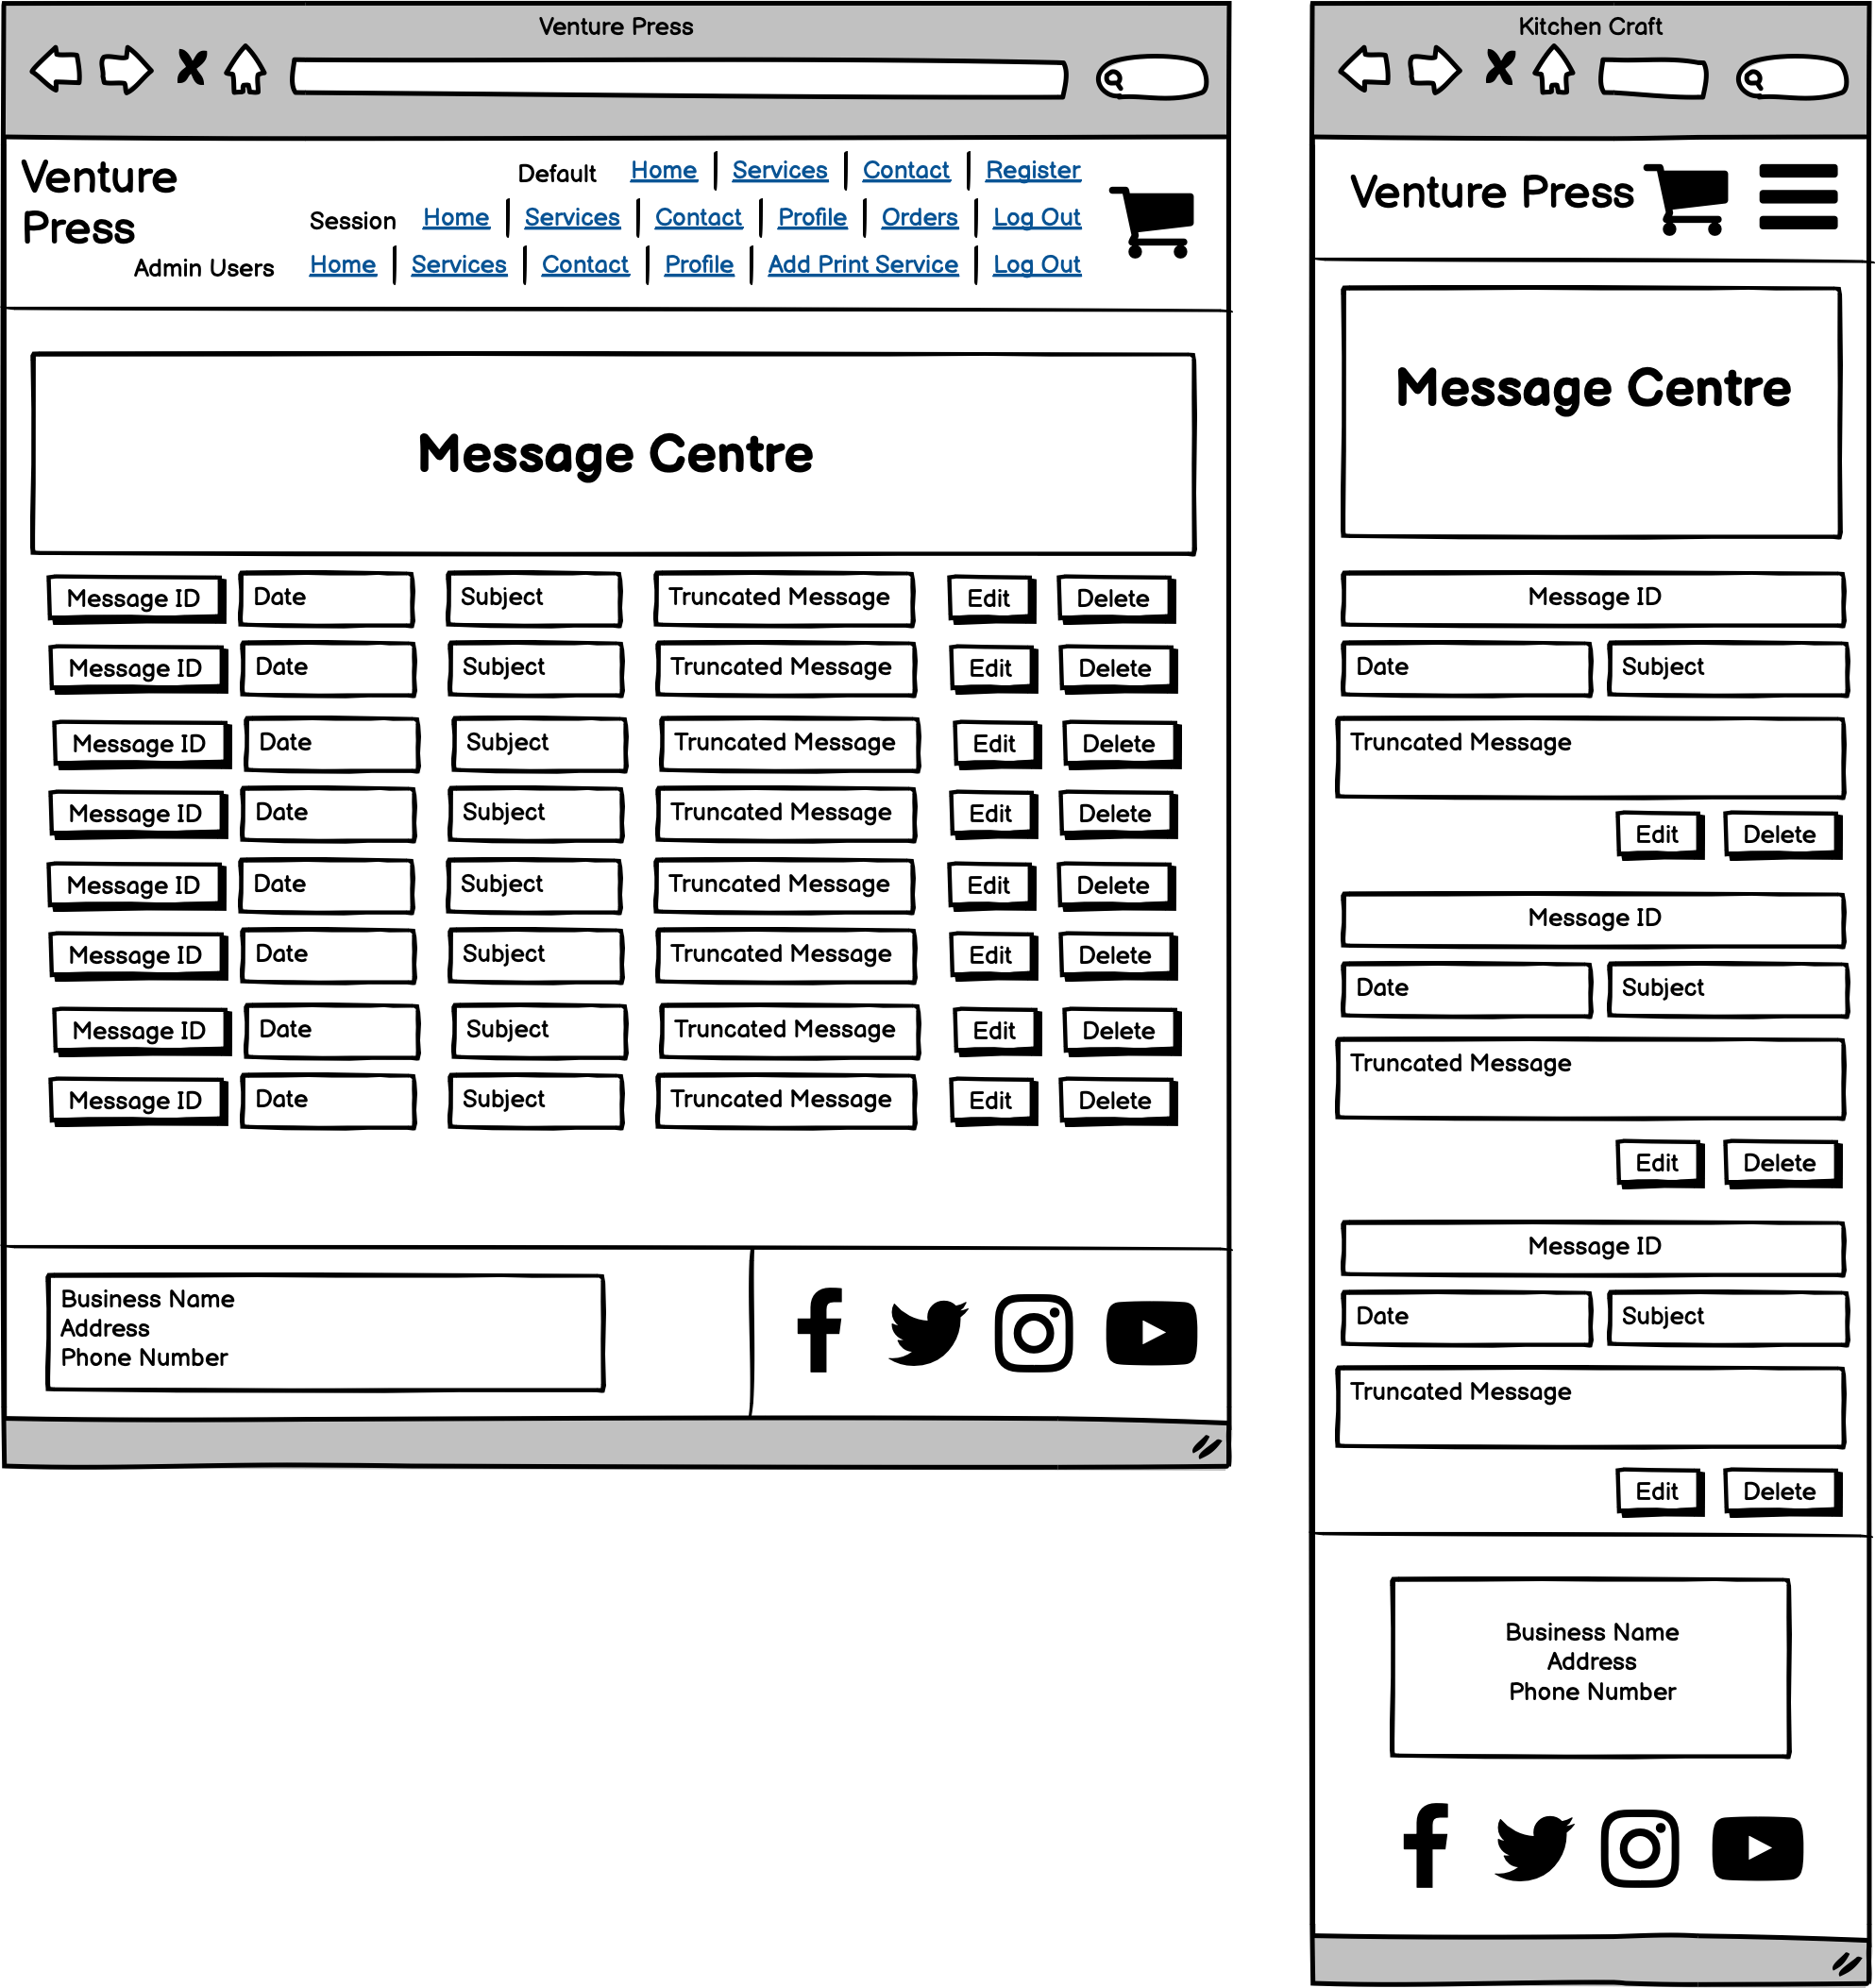 Venture Press
Venture
Press
Default Home Services Contact Register
Session Home Services Contact Profile Orders Log Out
Admin Users Home Services Contact Profile Add Print Service Log Out
Message Centre
Message ID Date Subject Truncated Message Edit Delete
Message ID Date Subject Truncated Message Edit Delete
Message ID Date Subject Truncated Message Edit Delete
Message ID Date Subject Truncated Message Edit Delete
Message ID Date Subject Truncated Message Edit Delete
Message ID Date Subject Truncated Message Edit Delete
Message ID Date Subject Truncated Message Edit Delete
Message ID Date Subject Truncated Message Edit Delete
Business Name
Address
Phone Number
Kitchen Craft
Venture Press
Message Centre
Message ID
Date Subject
Truncated Message
Edit Delete
Message ID
Date Subject
Truncated Message
Edit Delete
Message ID
Date Subject
Truncated Message
Edit Delete
Business Name
Address
Phone Number